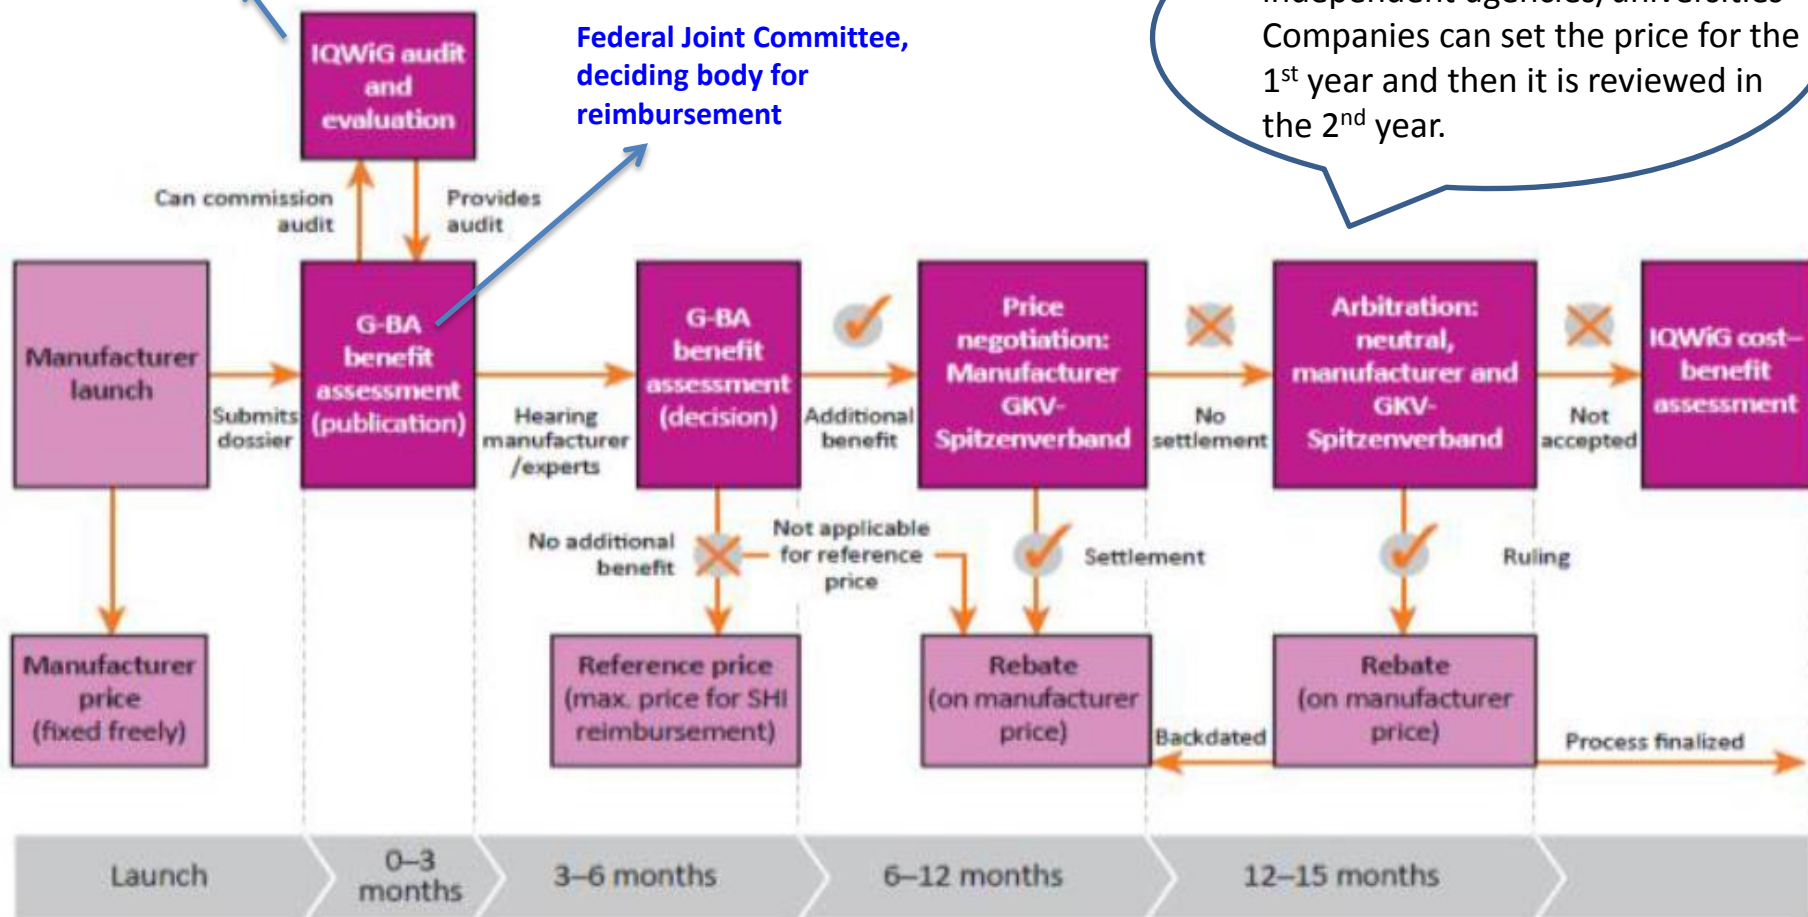 independent agencies/universities
Companies can set the price for the
1st year and then it is reviewed in
the 2nd year.
Federal Joint Committee,
deciding body for
reimbursement
IQWiG audit
and
evaluation
Can commission
audit
Provides
audit
Manufacturer
launch
Submits
dossier
G-BA
benefit
assessment
(publication)
Hearing
manufacturer
/experts
G-BA
benefit
assessment
(decision)
Additional
benefit
Price
negotiation:
Manufacturer
GKV-
Spitzenverband
No
settlement
Arbitration:
neutral,
manufacturer and
GKV-
Spitzenverband
Not
accepted
IQWiG cost–
benefit
assessment
No additional
benefit
Not applicable
for reference
price
Settlement
Ruling
Manufacturer
price
(fixed freely)
Reference price
(max. price for SHI
reimbursement)
Rebate
(on manufacturer
price)
Backdated
Rebate
(on manufacturer
price)
Process finalized
Launch
0–3
months
3–6 months
6–12 months
12–15 months